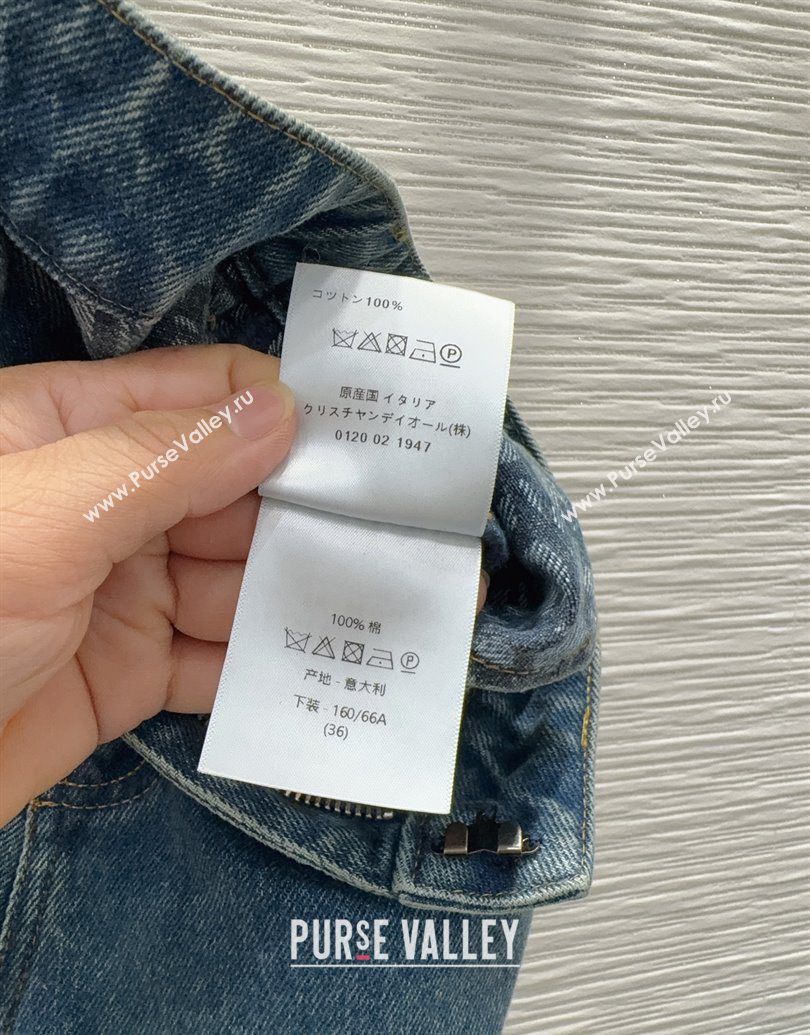 コットン100%
原産国 イタリア
クリスチャンデイオール(株)
0120 02 1947
www.PurseValley.ru
www.PurseValley.ru
100% 棉
产地 - 意大利
下装 - 160/66A
(36)
PURSE VALLEY